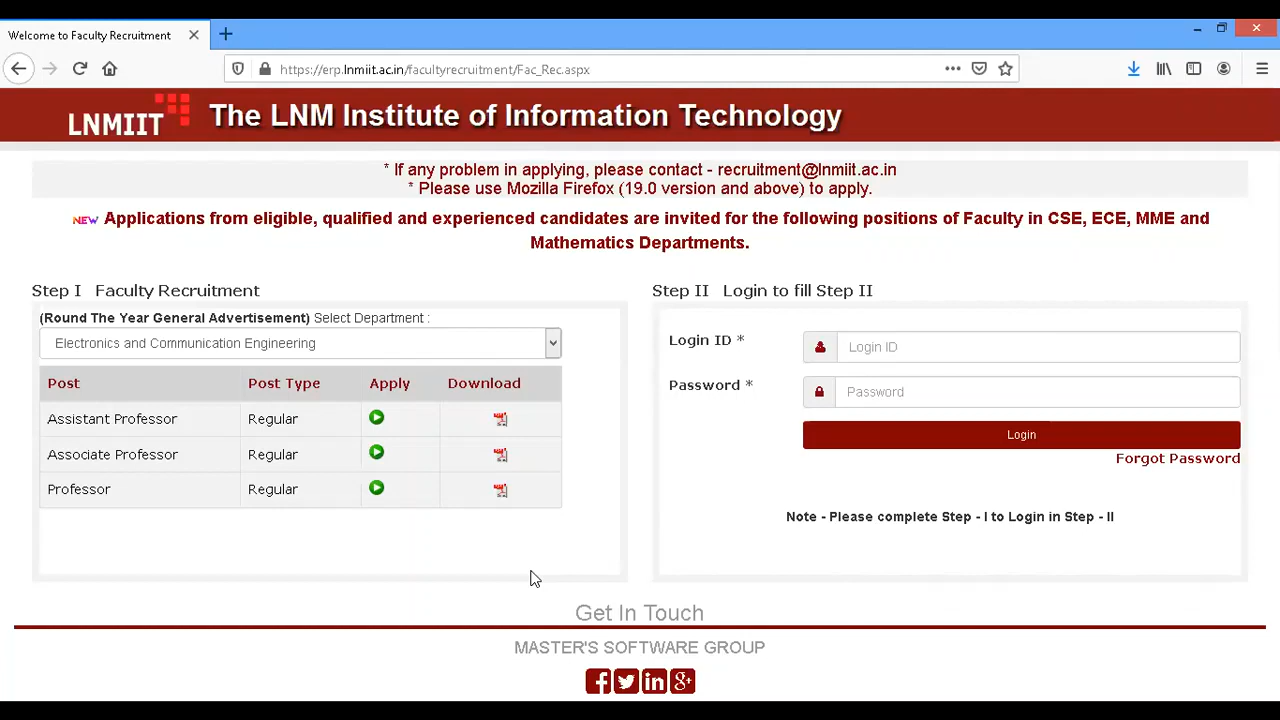 Welcome to Faculty Recruitment
https://erp.lnmiit.ac.in/facultyrecruitment/Fac_Rec.aspx
LNMIIT The LNM Institute of Information Technology
* If any problem in applying, please contact - recruitment@lnmiit.ac.in
* Please use Mozilla Firefox (19.0 version and above) to apply.
NEW Applications from eligible, qualified and experienced candidates are invited for the following positions of Faculty in CSE, ECE, MME and
Mathematics Departments.
Step I Faculty Recruitment
(Round The Year General Advertisement) Select Department :
Electronics and Communication Engineering
Post Post Type Apply Download
Assistant Professor Regular
Associate Professor Regular
Professor Regular
Step II Login to fill Step II
Login ID * Login ID
Password * Password
Login
Forgot Password
Note - Please complete Step - I to Login in Step - II
Get In Touch
MASTER'S SOFTWARE GROUP